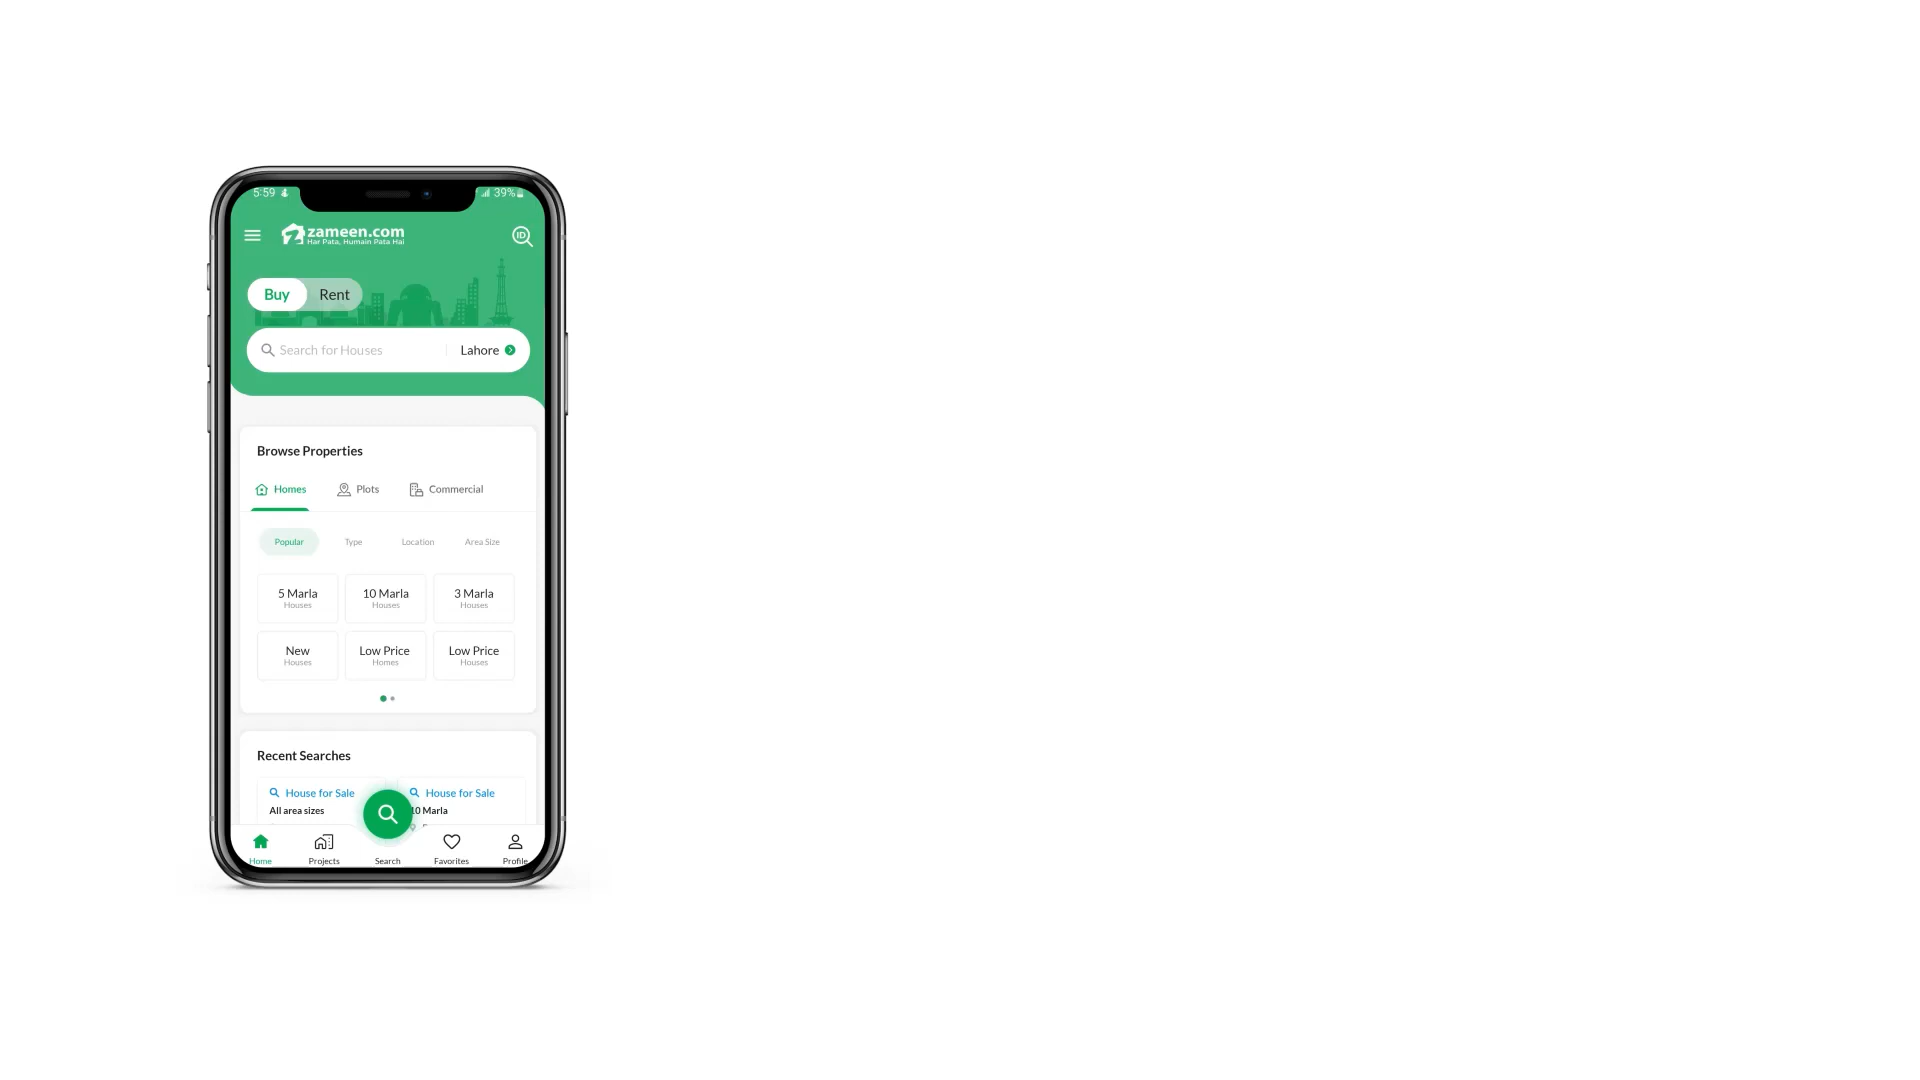 5:59
39%
zameen.com
Har Pata, Humain Pata Hai
ID
Buy Rent
Search for Houses Lahore
Browse Properties
Homes Plots Commercial
Popular Type Location Area Size
5 Marla 10 Marla 3 Marla
Houses Houses Houses
New Low Price Low Price
Houses Homes Houses
Recent Searches
House for Sale House for Sale
All area sizes 10 Marla
Home Projects Search Favorites Profile